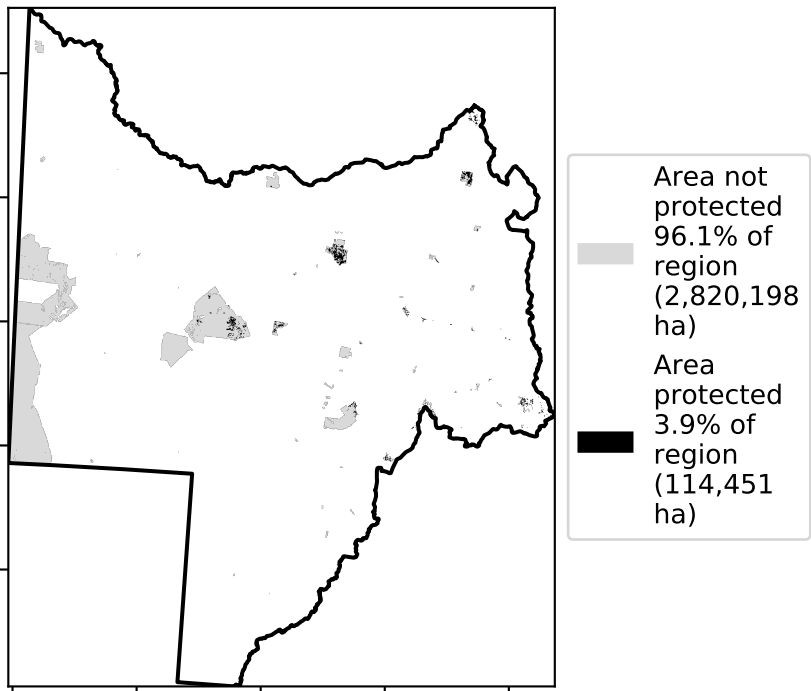 Area not
protected
96.1% of
region
(2,820,198
ha)
Area
protected
3.9% of
region
(114,451
ha)